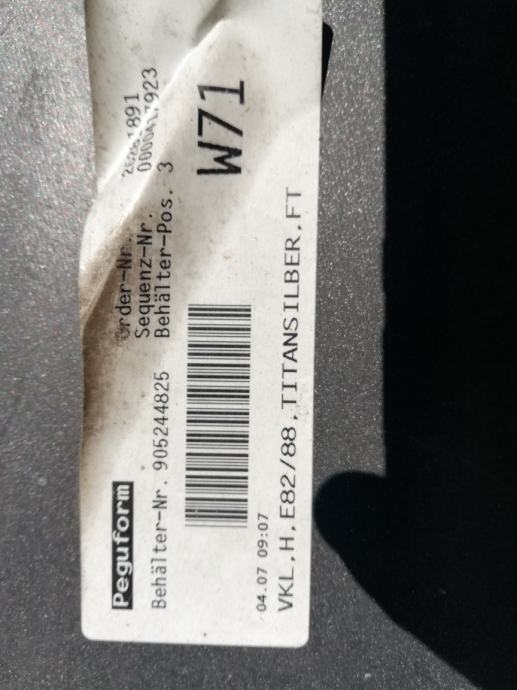 Peguform
Order-Nr.
Behälter-Nr. 905244825
Sequenz-Nr.
Behälter-Pos. 3
W71
04.07 09:07
VKL,H,E82/88,TITANSILBER,FT